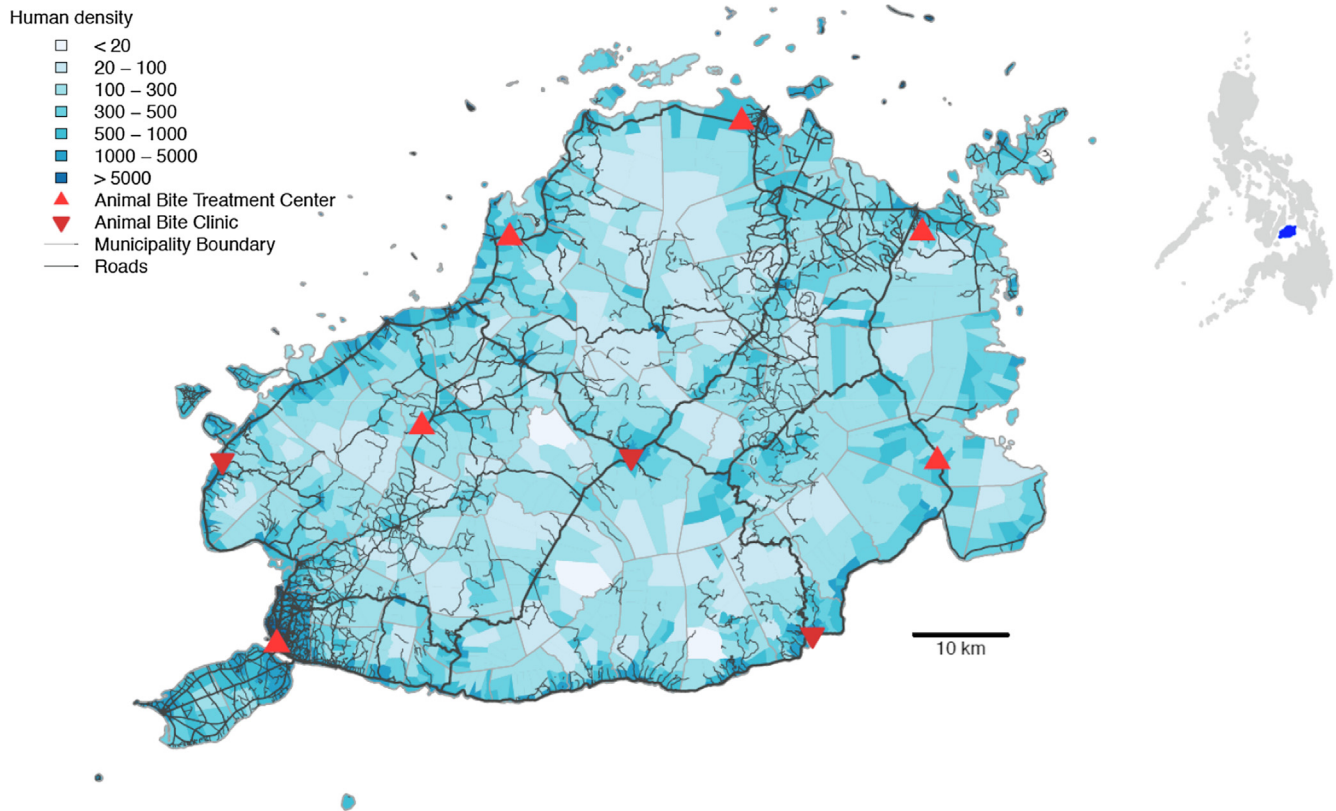 Human density
< 20
20 – 100
100 – 300
300 – 500
500 – 1000
1000 – 5000
> 5000
Animal Bite Treatment Center
Animal Bite Clinic
Municipality Boundary
Roads
10 km